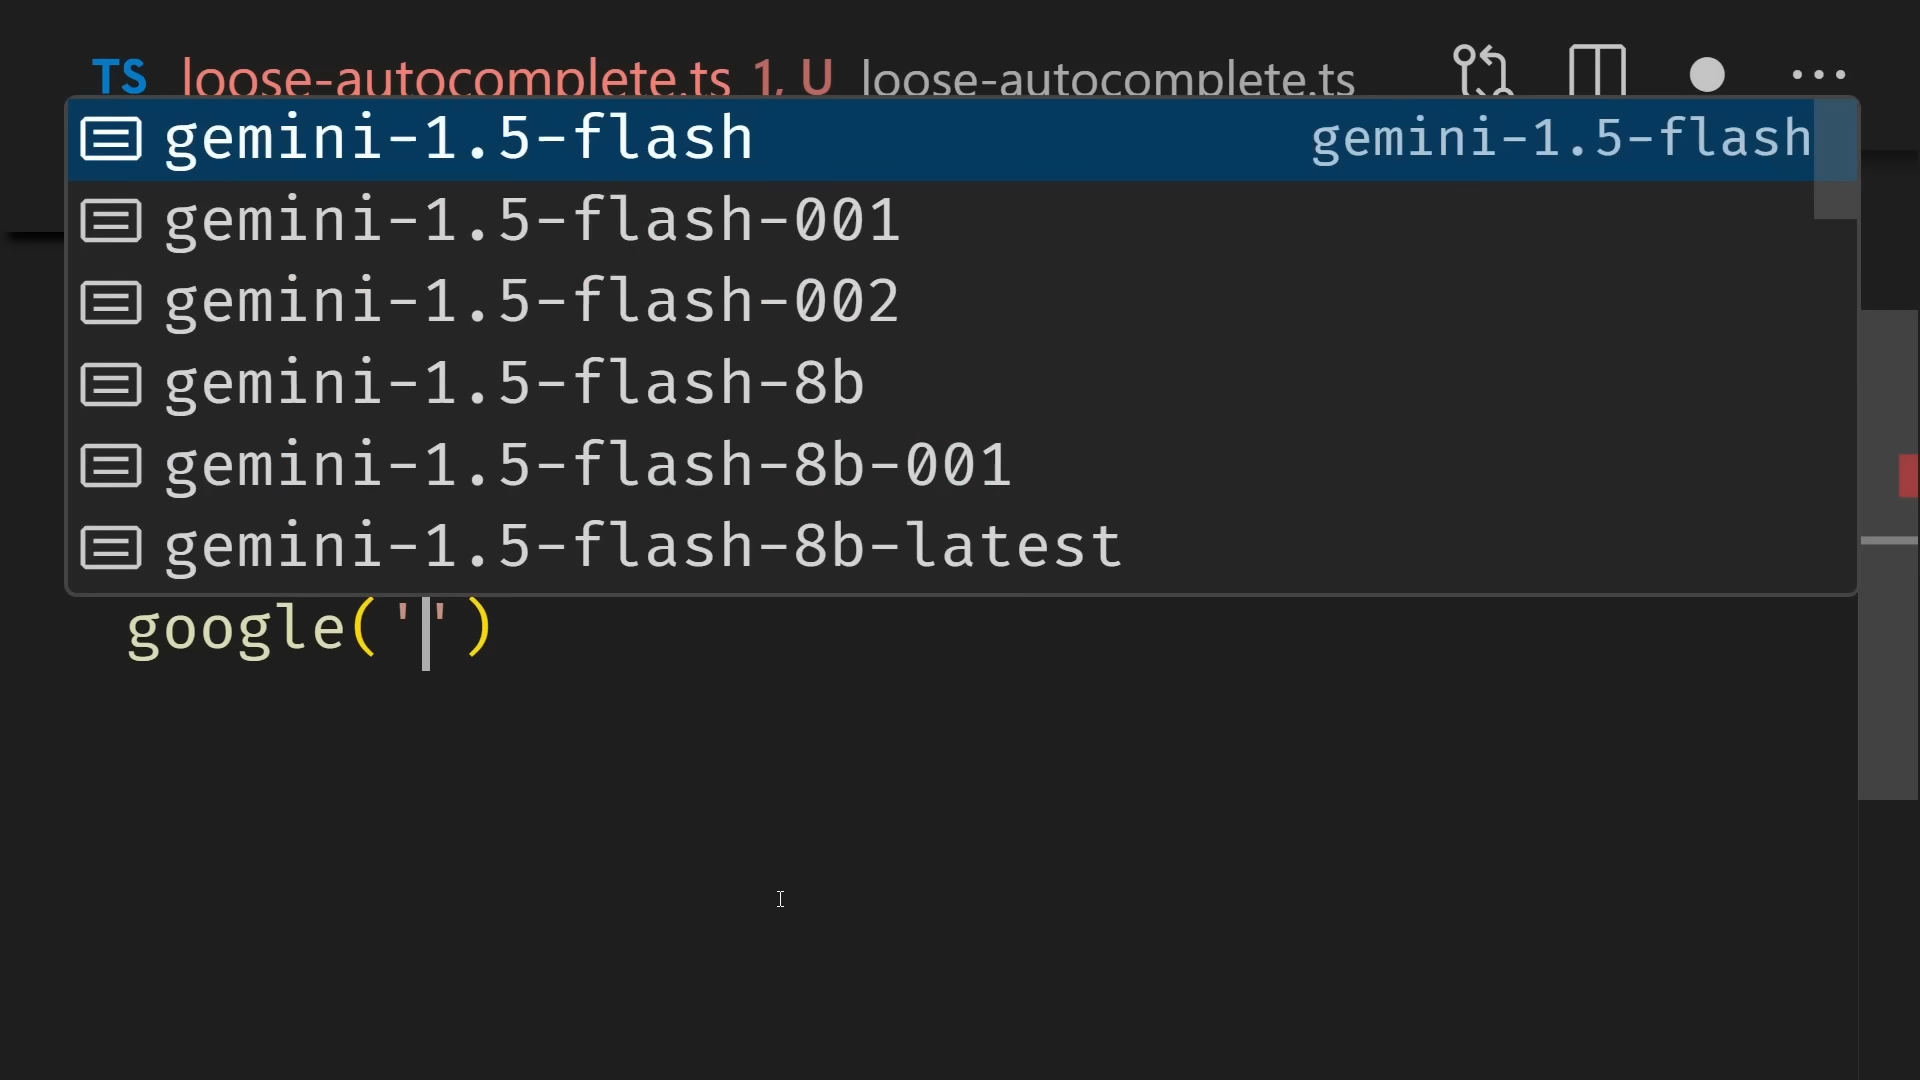 TS loose-autocomplete.ts 1, U loose-autocomplete.ts
gemini-1.5-flash gemini-1.5-flash
gemini-1.5-flash-001
gemini-1.5-flash-002
gemini-1.5-flash-8b
gemini-1.5-flash-8b-001
gemini-1.5-flash-8b-latest
google('')